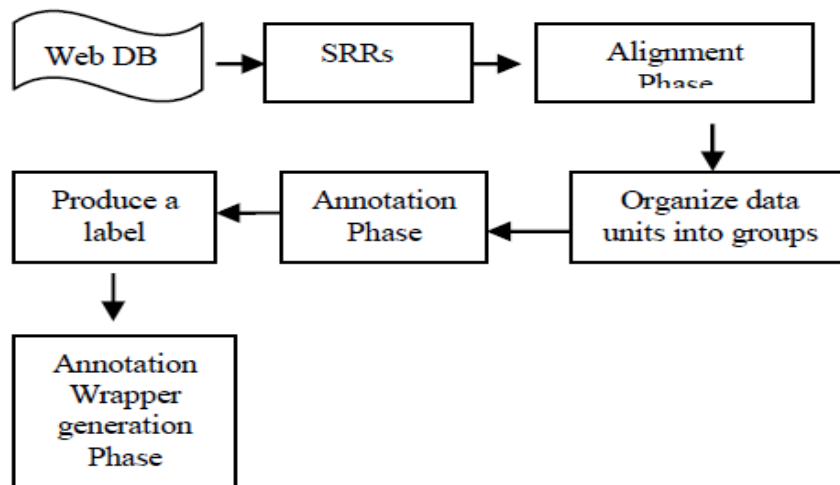 Web DB
SRRs
Alignment
Phase
Organize data
units into groups
Annotation
Phase
Produce a
label
Annotation
Wrapper
generation
Phase